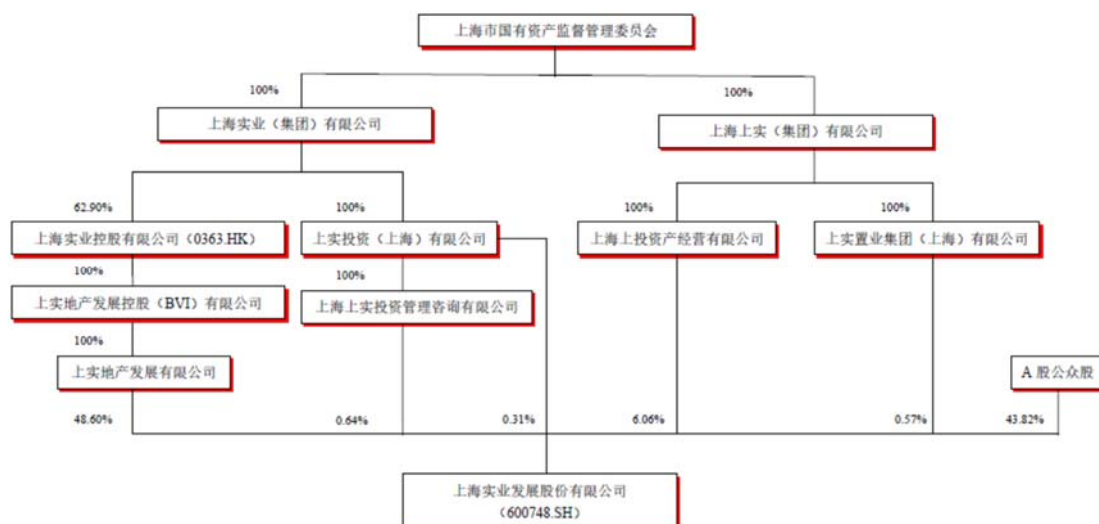 上海市国有资产监督管理委员会
100%
100%
上海实业（集团）有限公司
上海上实（集团）有限公司
62.90%
100%
100%
100%
上海实业控股有限公司（0363.HK）
上实投资（上海）有限公司
上海上投资产经营有限公司
上实置业集团（上海）有限公司
100%
100%
上实地产发展控股（BVI）有限公司
上海上实投资管理咨询有限公司
100%
上实地产发展有限公司
A 股公众股
48.60%
0.64%
0.31%
6.06%
0.57%
43.82%
上海实业发展股份有限公司
（600748.SH）